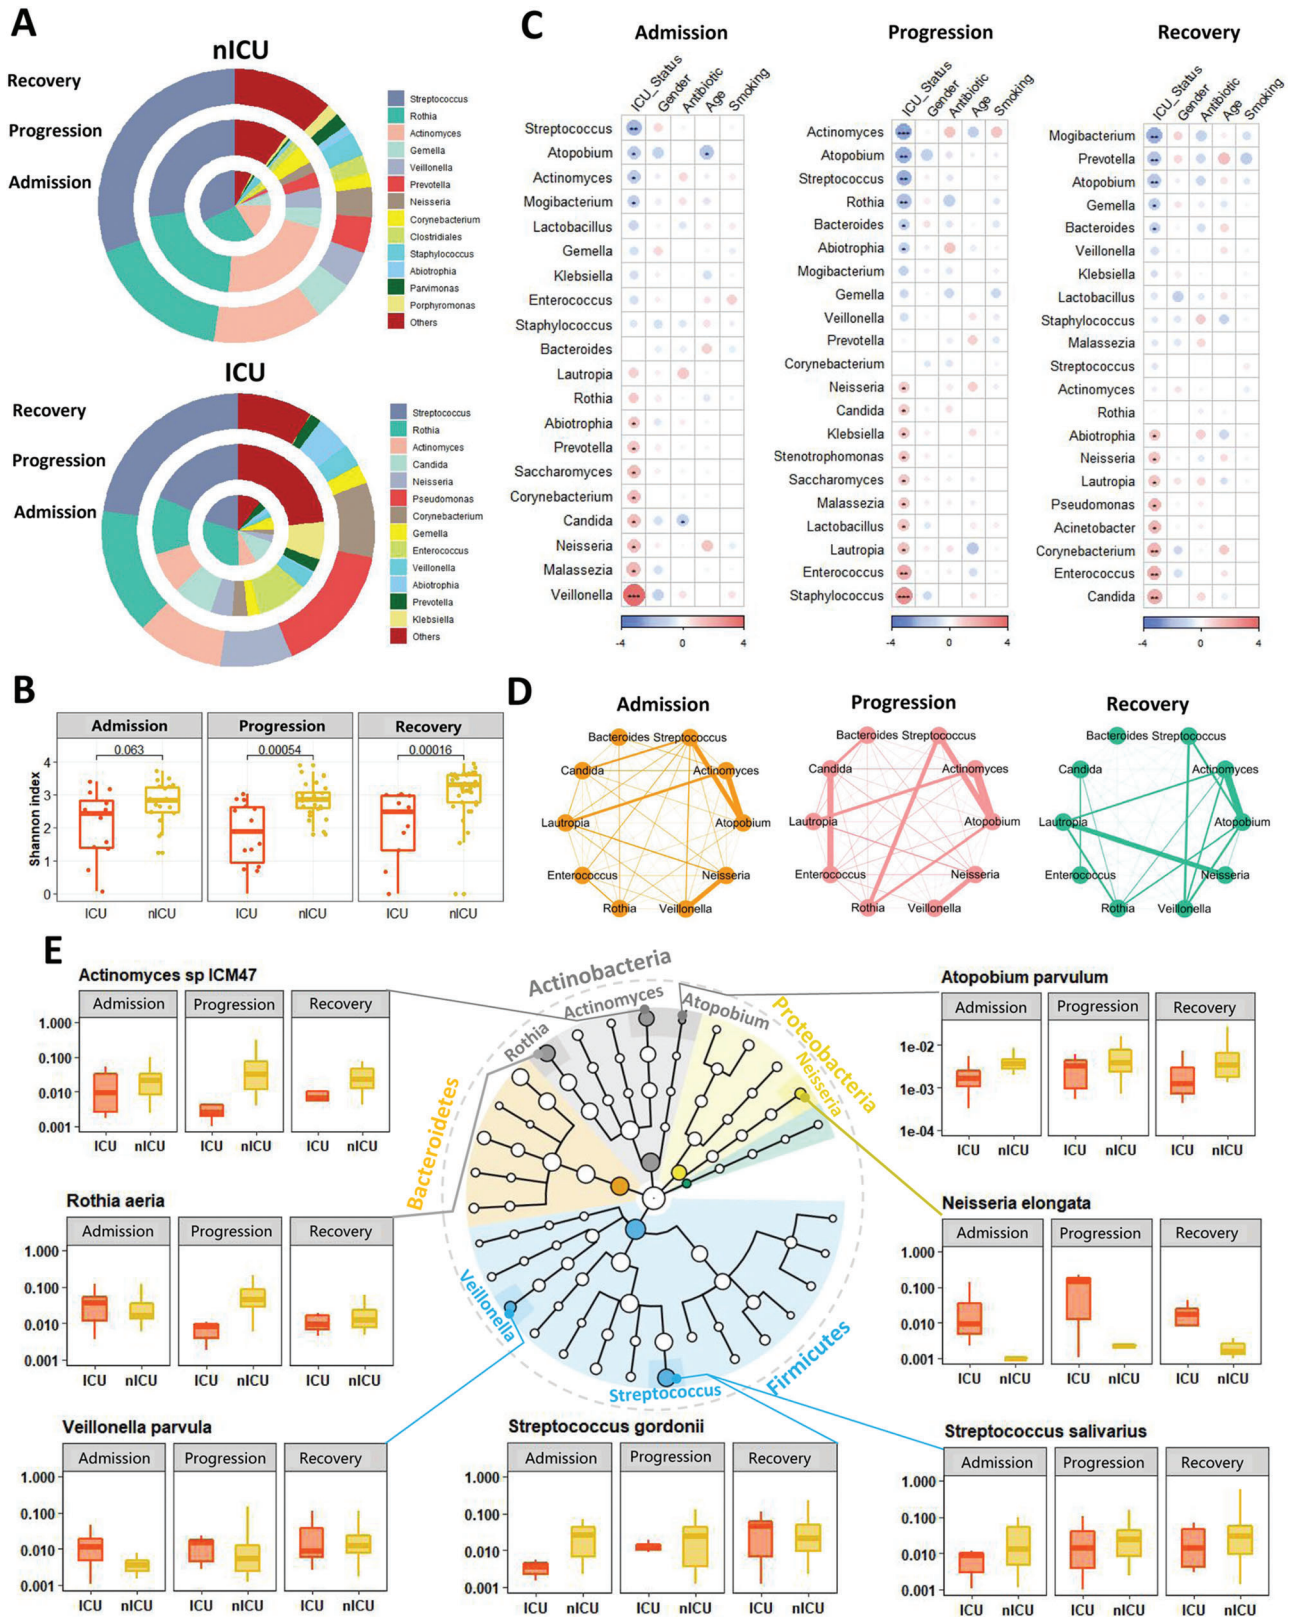 A
nICU
Recovery
Progression
Admission
Streptococcus
Rothia
Actinomyces
Gemella
Veillonella
Prevotella
Neisseria
Corynebacterium
Clostridiales
Staphylococcus
Abiotrophia
Parvimonas
Porphyromonas
Others
ICU
Recovery
Progression
Admission
Streptococcus
Rothia
Actinomyces
Candida
Neisseria
Pseudomonas
Corynebacterium
Gemella
Enterococcus
Veillonella
Abiotrophia
Prevotella
Klebsiella
Others
C
Admission
ICU_Status
Gender
Antibiotic
Age
Smoking
Streptococcus
Atopobium
Actinomyces
Mogibacterium
Lactobacillus
Gemella
Klebsiella
Enterococcus
Staphylococcus
Bacteroides
Lautropia
Rothia
Abiotrophia
Prevotella
Saccharomyces
Corynebacterium
Candida
Neisseria
Malassezia
Veillonella
-4 0 4
Progression
ICU_Status
Gender
Antibiotic
Age
Smoking
Actinomyces
Atopobium
Streptococcus
Rothia
Bacteroides
Abiotrophia
Mogibacterium
Gemella
Veillonella
Prevotella
Corynebacterium
Neisseria
Candida
Klebsiella
Stenotrophomonas
Saccharomyces
Malassezia
Lactobacillus
Lautropia
Enterococcus
Staphylococcus
-4 0 4
Recovery
ICU_Status
Gender
Antibiotic
Age
Smoking
Mogibacterium
Prevotella
Atopobium
Gemella
Bacteroides
Veillonella
Klebsiella
Lactobacillus
Staphylococcus
Malassezia
Streptococcus
Actinomyces
Rothia
Abiotrophia
Neisseria
Lautropia
Pseudomonas
Acinetobacter
Corynebacterium
Enterococcus
Candida
-4 0 4
B
Admission Progression Recovery
0.063 0.00054 0.00016
Shannon index
4
3
2
1
0
ICU nICU ICU nICU ICU nICU
D
Admission
Bacteroides Streptococcus
Candida Actinomyces
Lautropia Atopobium
Enterococcus Neisseria
Rothia Veillonella
Progression
Bacteroides Streptococcus
Candida Actinomyces
Lautropia Atopobium
Enterococcus Neisseria
Rothia Veillonella
Recovery
Bacteroides Streptococcus
Candida Actinomyces
Lautropia Atopobium
Enterococcus Neisseria
Rothia Veillonella
E
Actinomyces sp ICM47
Admission Progression Recovery
1.000
0.100
0.010
0.001
ICU nICU ICU nICU ICU nICU
Rothia aeria
Admission Progression Recovery
1.000
0.100
0.010
0.001
ICU nICU ICU nICU ICU nICU
Veillonella parvula
Admission Progression Recovery
1.000
0.100
0.010
0.001
ICU nICU ICU nICU ICU nICU
Actinobacteria
Actinomyces
Rothia
Atopobium
Proteobacteria
Neisseria
Bacteroidetes
Veillonella
Streptococcus
Firmicutes
Streptococcus gordonii
Admission Progression Recovery
1.000
0.100
0.010
0.001
ICU nICU ICU nICU ICU nICU
Atopobium parvulum
Admission Progression Recovery
1e-02
1e-03
1e-04
ICU nICU ICU nICU ICU nICU
Neisseria elongata
Admission Progression Recovery
1.000
0.100
0.010
0.001
ICU nICU ICU nICU ICU nICU
Streptococcus salivarius
Admission Progression Recovery
1.000
0.100
0.010
0.001
ICU nICU ICU nICU ICU nICU